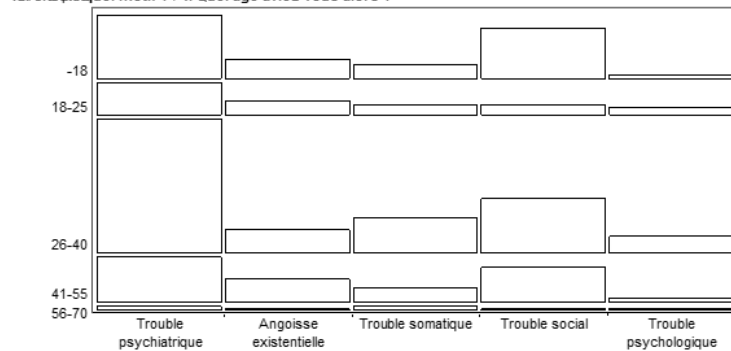 -18
18-25
26-40
41-55
56-70
Trouble psychiatrique
Angoisse existentielle
Trouble somatique
Trouble social
Trouble psychologique